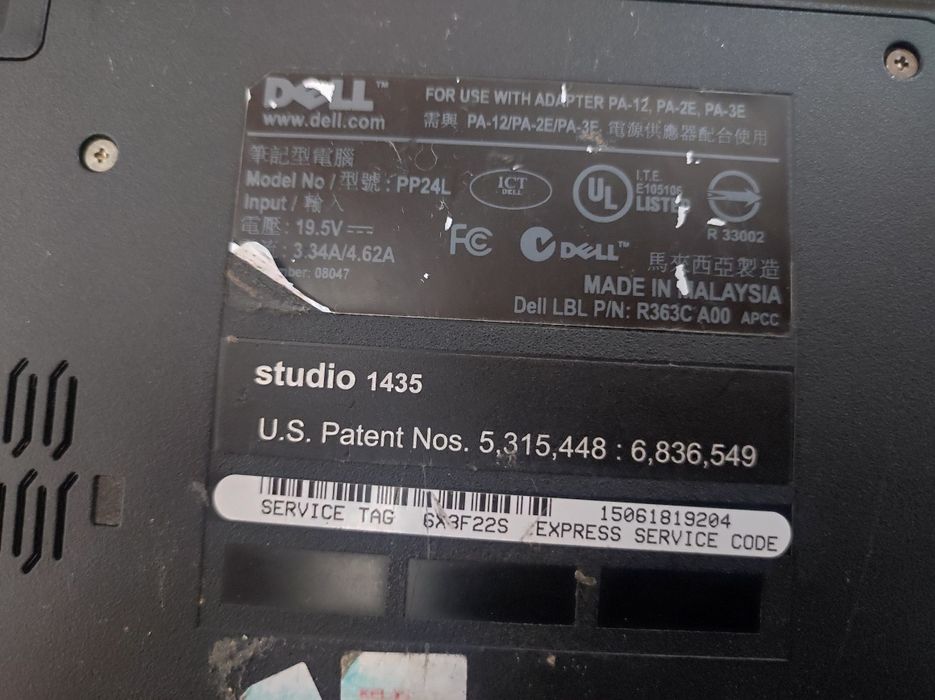 DELL™
www.dell.com
FOR USE WITH ADAPTER PA-12, PA-2E, PA-3E
需與 PA-12/PA-2E/PA-3E 電源供應器配合使用
筆記型電腦
Model No / 型號 : PP24L
Input / 輸入
電壓 : 19.5V
: 3.34A/4.62A
08047
ICT
DELL
UL
I.T.E.
E105106
LISTED
R 33002
FC
DELL™
馬來西亞製造
MADE IN MALAYSIA
Dell LBL P/N: R363C A00 APCC
studio 1435
U.S. Patent Nos. 5,315,448 : 6,836,549
SERVICE TAG 6X3F22S
15061819204
EXPRESS SERVICE CODE